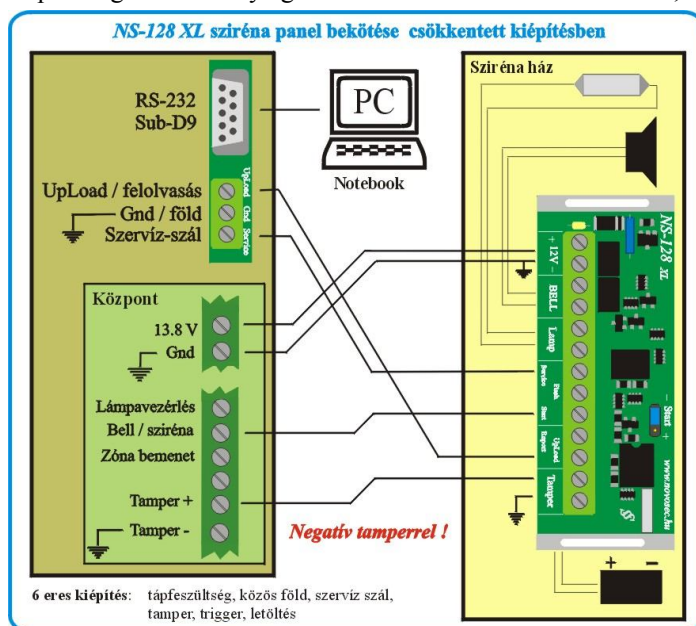 NS-128 XL sziréna panel bekötése csökkentett kiépítésben
RS-232
Sub-D9
UpLoad / felolvasás
Gnd / föld
Szervíz-szál
UpLoad
Gnd
Service
PC
Notebook
Központ
13.8 V
Gnd
Lámpavezérlés
Bell / sziréna
Zóna bemenet
Tamper +
Tamper -
Negatív tamperrel !
6 eres kiépítés: tápfeszültség, közös föld, szervíz szál,
tamper, trigger, letöltés
Sziréna ház
NS-128 XL
+ 12V -
BELL
Lamp
Service
Flash
Start
UpLoad
Tamper
- Start +
www.novosec.hu
+ -